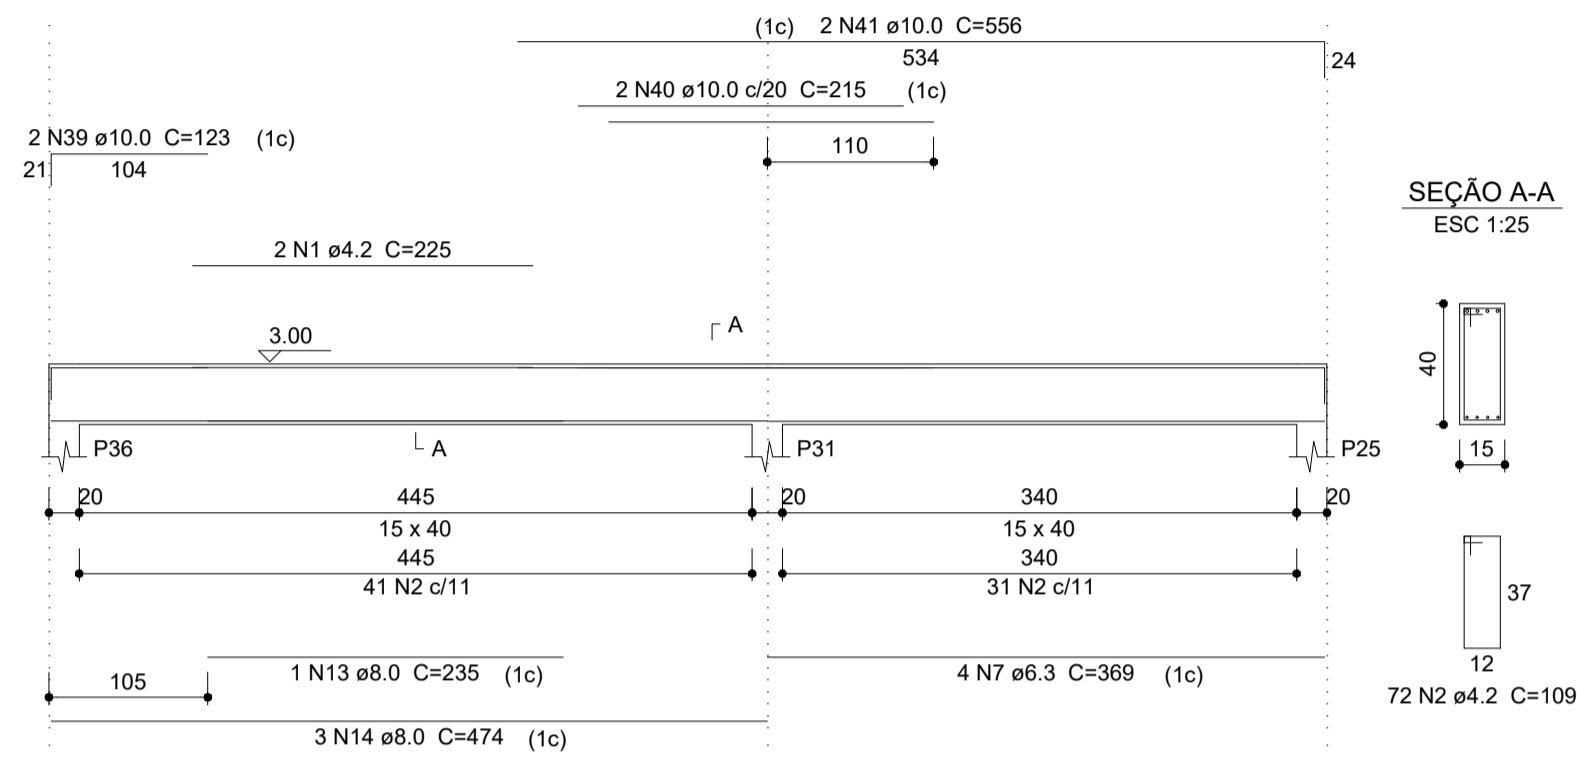 (1c) 2 N41 ø10.0 C=556
534
24
2 N40 ø10.0 c/20 C=215 (1c)
110
2 N39 ø10.0 C=123 (1c)
21 104
SEÇÃO A-A
ESC 1:25
2 N1 ø4.2 C=225
3.00
A
40
15
A
P36 P31 P25
20 445 20 340 20
15 x 40 15 x 40
445 340
41 N2 c/11 31 N2 c/11
37
12
72 N2 ø4.2 C=109
1 N13 ø8.0 C=235 (1c)
4 N7 ø6.3 C=369 (1c)
105
3 N14 ø8.0 C=474 (1c)